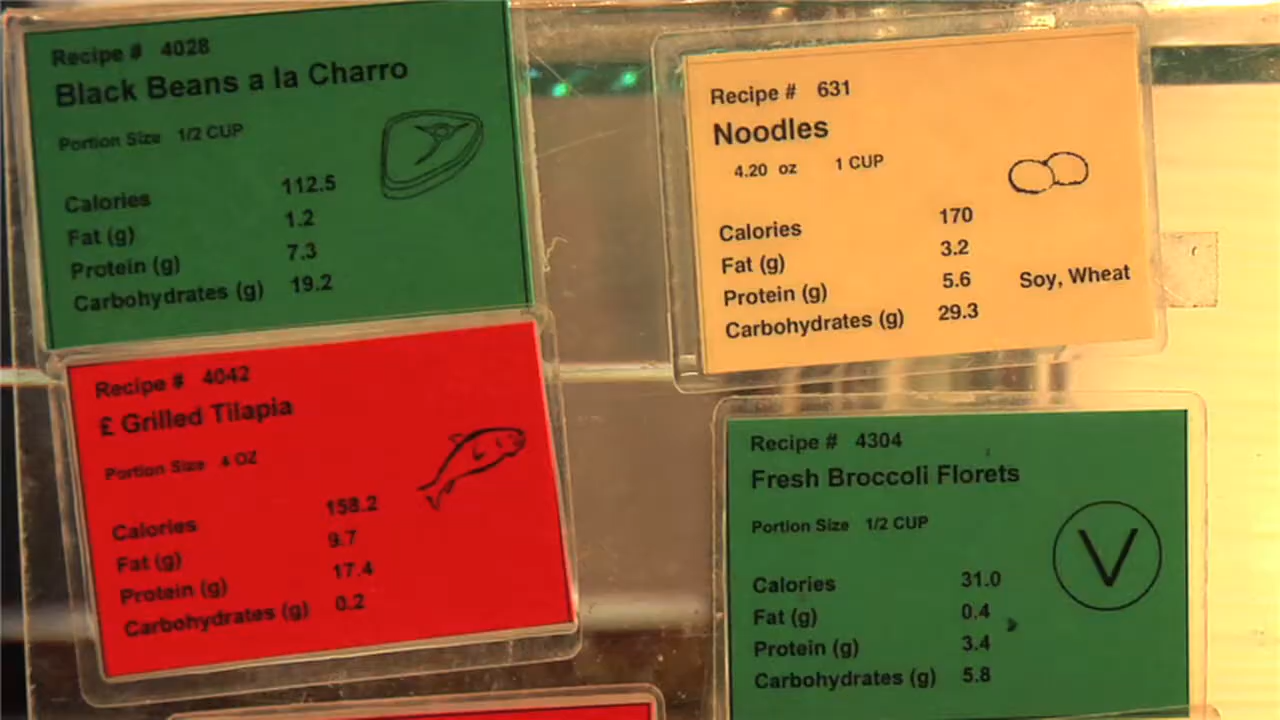 Recipe # 4028
Black Beans a la Charro
Portion Size 1/2 CUP
Calories 112.5
Fat (g) 1.2
Protein (g) 7.3
Carbohydrates (g) 19.2
Recipe # 4042
£ Grilled Tilapia
Portion Size 4 OZ
Calories 158.2
Fat (g) 9.7
Protein (g) 17.4
Carbohydrates (g) 0.2
Recipe # 631
Noodles
4.20 oz 1 CUP
Calories 170
Fat (g) 3.2
Protein (g) 5.6 Soy, Wheat
Carbohydrates (g) 29.3
Recipe # 4304
Fresh Broccoli Florets
Portion Size 1/2 CUP
V
Calories 31.0
Fat (g) 0.4
Protein (g) 3.4
Carbohydrates (g) 5.8